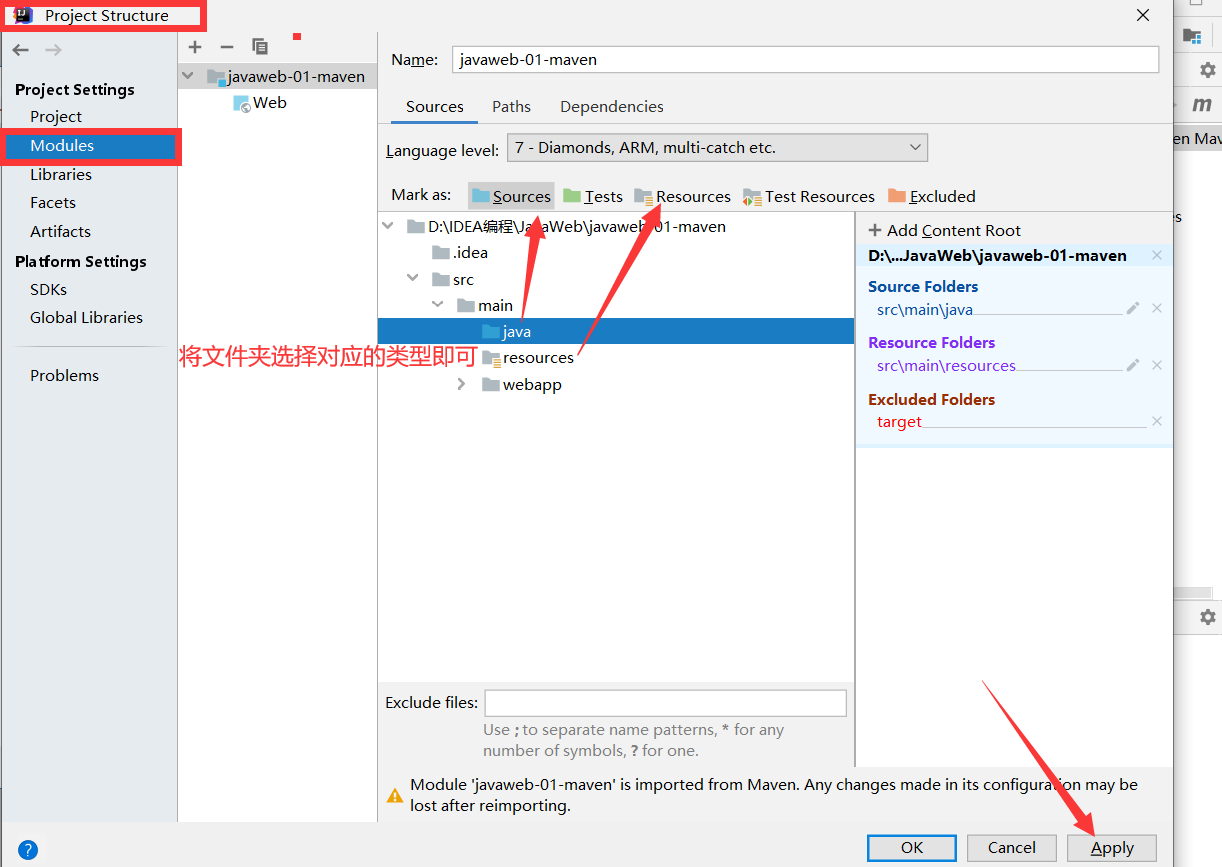 Project Structure
Project Settings
Project
Modules
Libraries
Facets
Artifacts
Platform Settings
SDKs
Global Libraries
Problems
javaweb-01-maven
Web
Name: javaweb-01-maven
Sources Paths Dependencies
Language level: 7 - Diamonds, ARM, multi-catch etc.
Mark as: Sources Tests Resources Test Resources Excluded
D:\IDEA编程\JavaWeb\javaweb-01-maven
.idea
src
main
java
将文件夹选择对应的类型即可
resources
webapp
+ Add Content Root
D:\...JavaWeb\javaweb-01-maven
Source Folders
src\main\java
Resource Folders
src\main\resources
Excluded Folders
target
Exclude files:
Use ; to separate name patterns, * for any
number of symbols, ? for one.
Module 'javaweb-01-maven' is imported from Maven. Any changes made in its configuration may be
lost after reimporting.
? OK Cancel Apply
m
en Mav